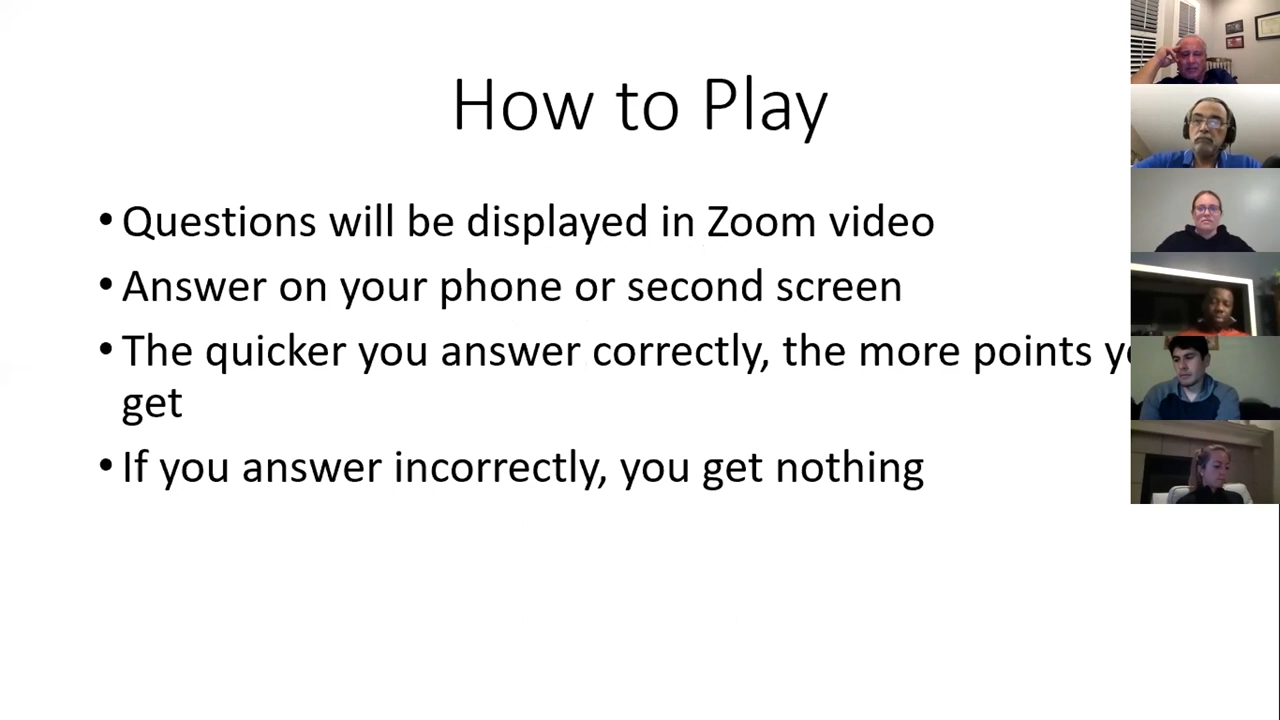 How to Play
• Questions will be displayed in Zoom video
• Answer on your phone or second screen
• The quicker you answer correctly, the more points
get
• If you answer incorrectly, you get nothing